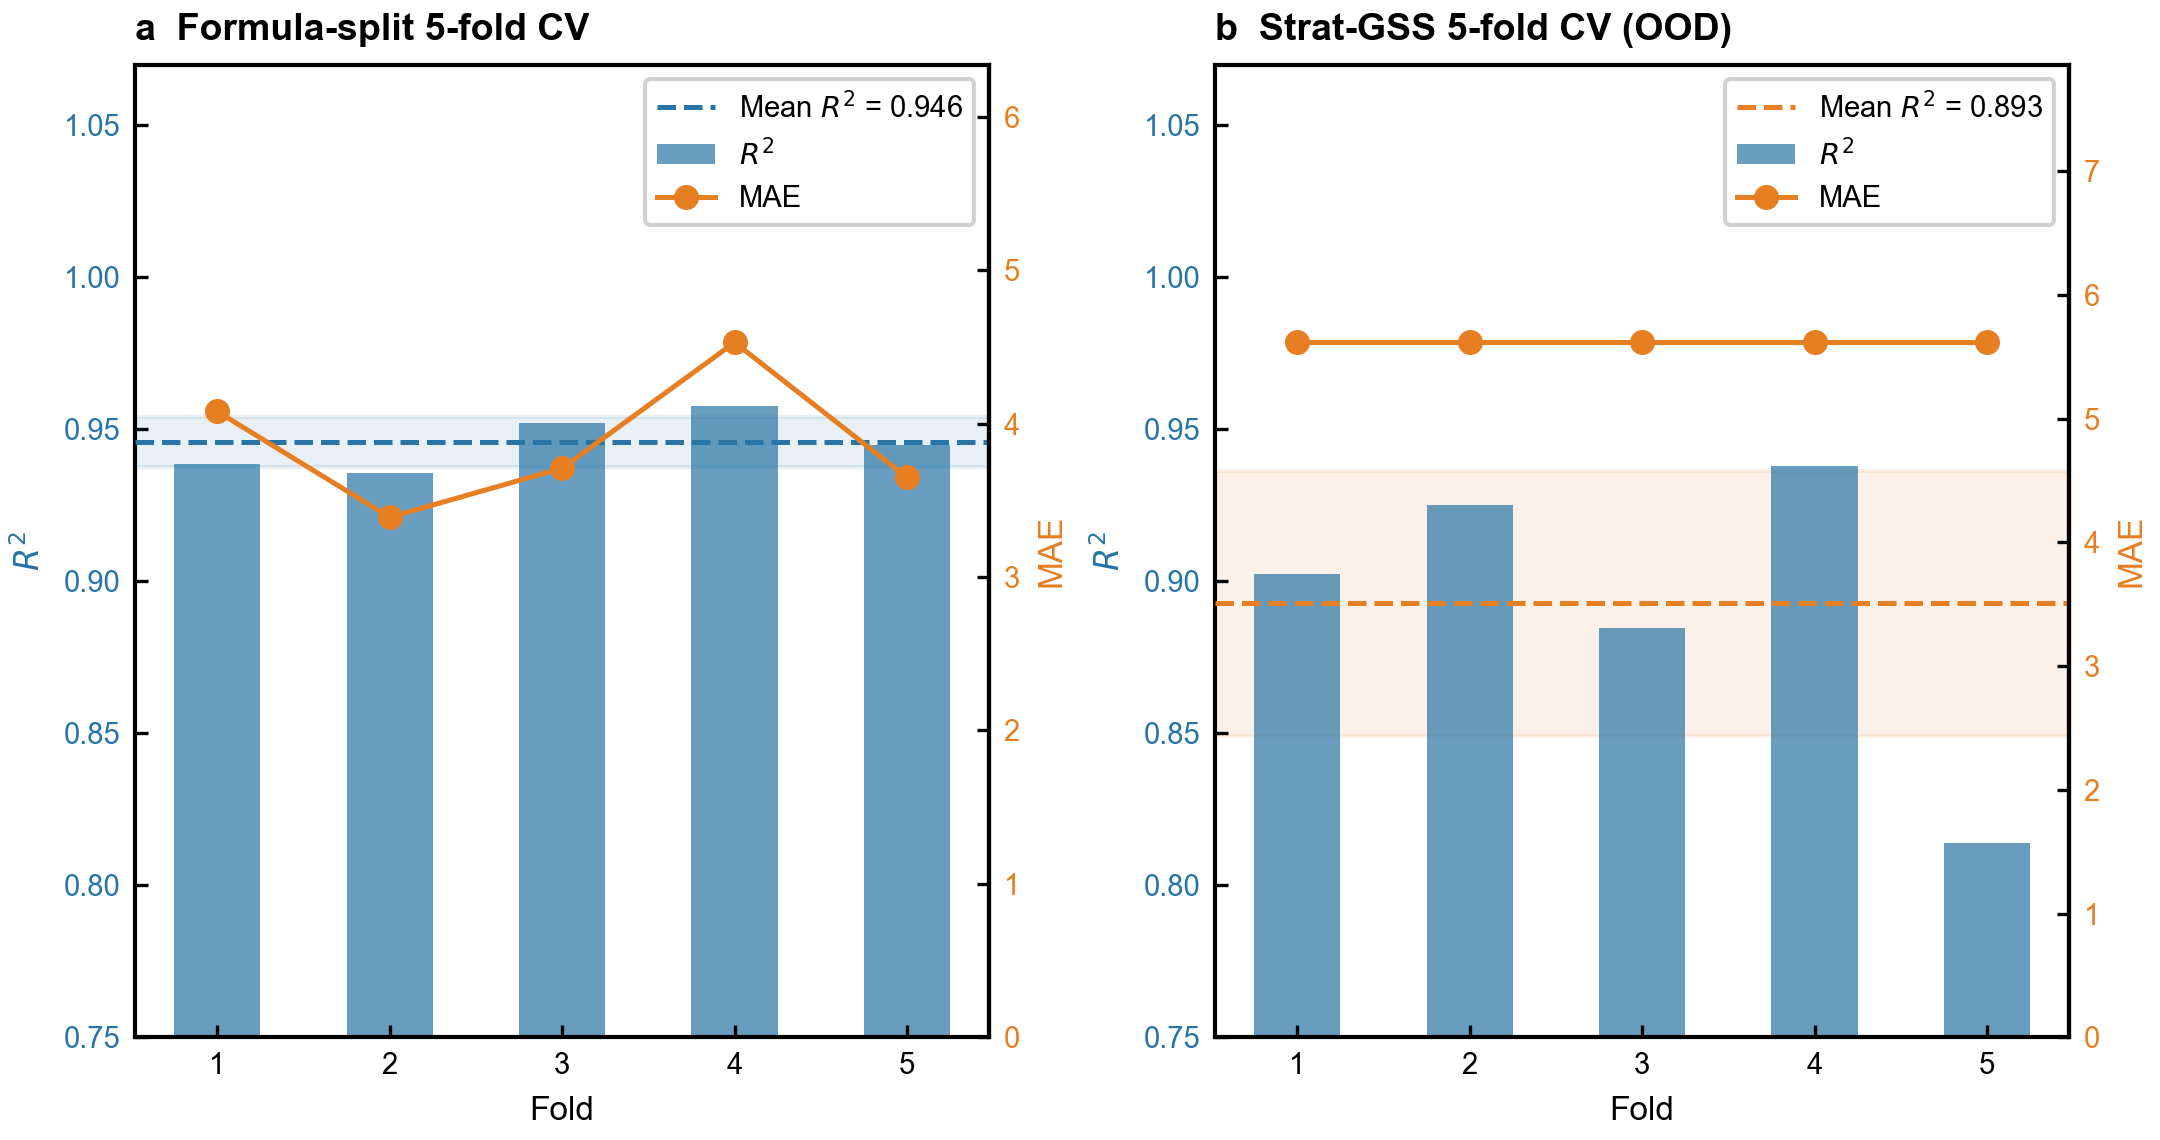 a Formula-split 5-fold CV
Mean R² = 0.946
R²
MAE
1.05
1.00
0.95
0.90
0.85
0.80
0.75
R²
6
5
4
3
2
1
0
MAE
1 2 3 4 5
Fold
b Strat-GSS 5-fold CV (OOD)
Mean R² = 0.893
R²
MAE
1.05
1.00
0.95
0.90
0.85
0.80
0.75
R²
7
6
5
4
3
2
1
0
MAE
1 2 3 4 5
Fold